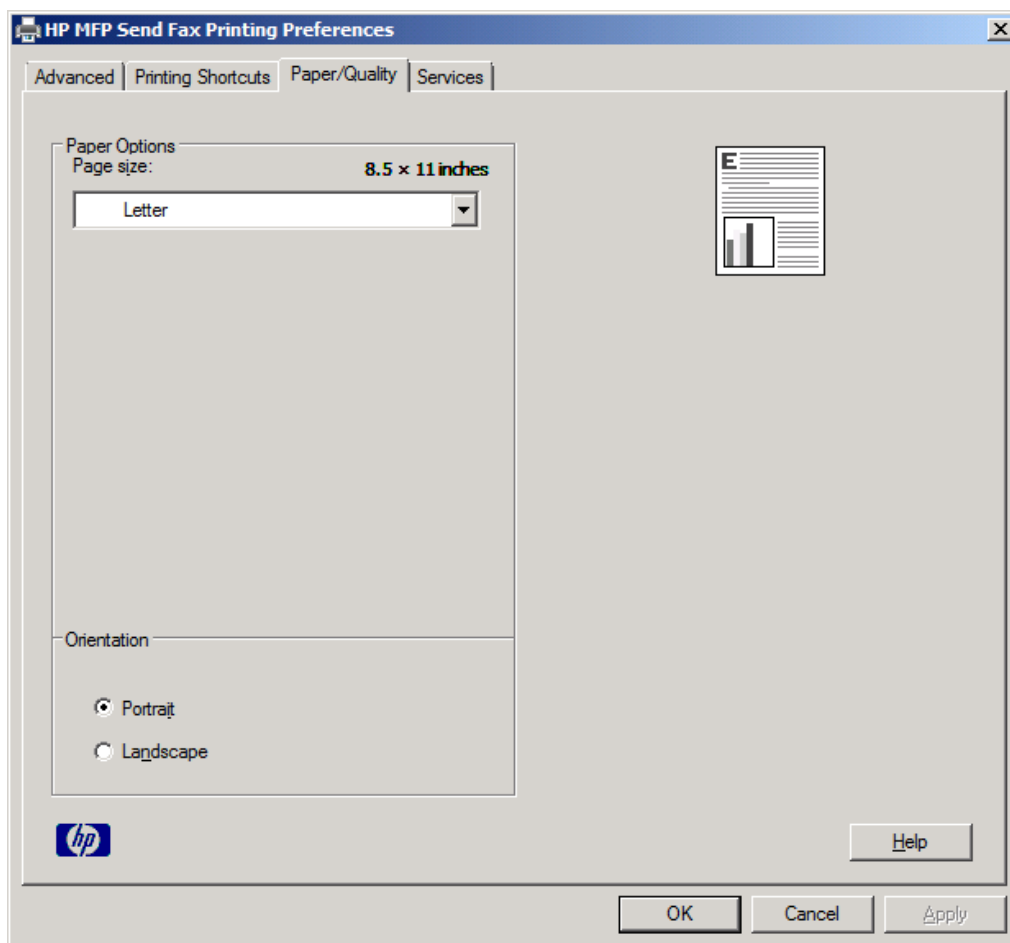 HP MFP Send Fax Printing Preferences
Advanced Printing Shortcuts Paper/Quality Services
Paper Options
Page size: 8.5 × 11 inches
Letter
E
Orientation
Portrait
Landscape
hp
Help
OK Cancel Apply